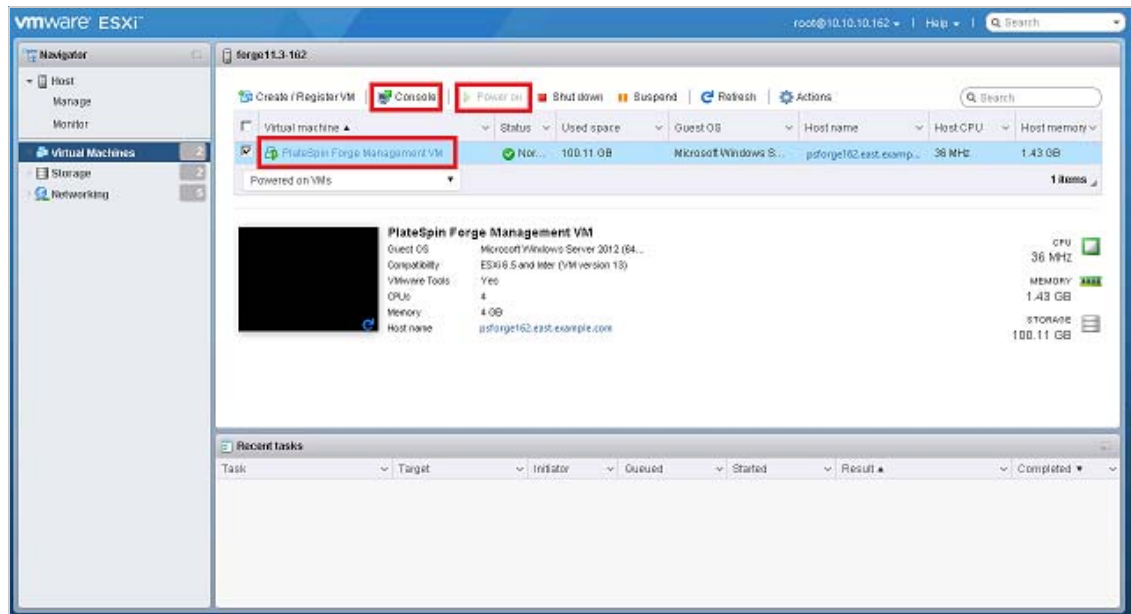 vmware ESXi™
root@10.10.10.162 | Help | Search
Navigator
Host
Manage
Monitor
Virtual Machines 2
Storage 2
Networking 5
forge11.3-162
Create / Register VM | Console | Power on Shut down Suspend | Refresh | Actions Search
Virtual machine Status Used space Guest OS Host name Host CPU Host memory
PlateSpin Forge Management VM Nor... 100.11 GB Microsoft Windows S... psforge162.east.examp... 36 MHz 1.43 GB
Powered on VMs 1 items
PlateSpin Forge Management VM
Guest OS Microsoft Windows Server 2012 (64...
Compatibility ESXi 6.5 and later (VM version 13)
VMware Tools Yes
CPUs 4
Memory 4 GB
Host name psforge162.east.example.com
CPU
36 MHz
MEMORY
1.43 GB
STORAGE
100.11 GB
Recent tasks
Task Target Initiator Queued Started Result Completed